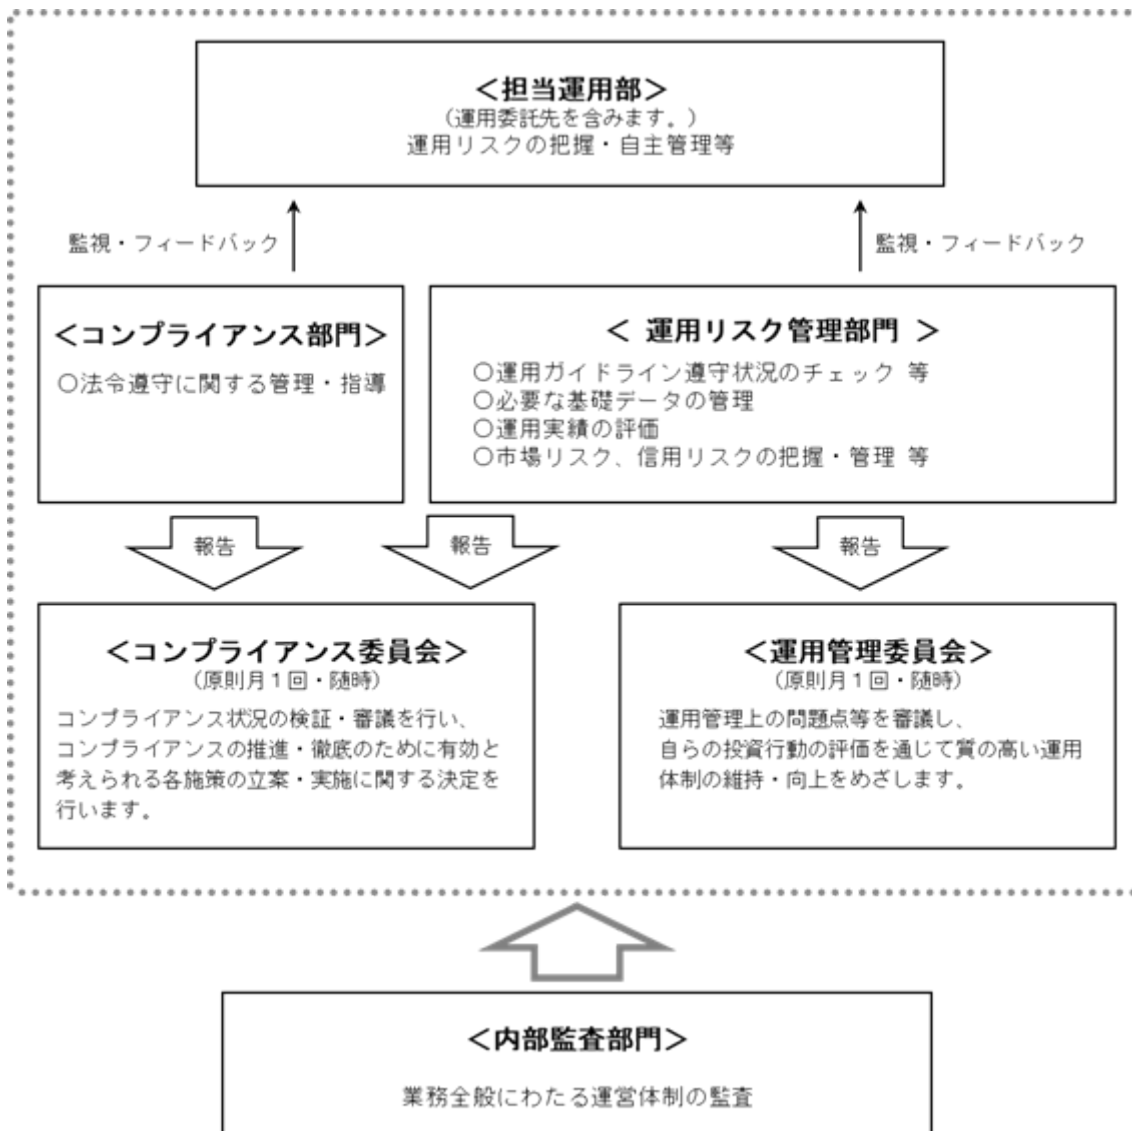 ＜担当運用部＞
（運用委託先を含みます。）
運用リスクの把握・自主管理等
監視・フィードバック
監視・フィードバック
＜コンプライアンス部門＞
○法令遵守に関する管理・指導
＜ 運用リスク管理部門 ＞
○運用ガイドライン遵守状況のチェック 等
○必要な基礎データの管理
○運用実績の評価
○市場リスク、信用リスクの把握・管理 等
報告
報告
報告
＜コンプライアンス委員会＞
（原則月１回・随時）
コンプライアンス状況の検証・審議を行い、
コンプライアンスの推進・徹底のために有効と
考えられる各施策の立案・実施に関する決定を
行います。
＜運用管理委員会＞
（原則月１回・随時）
運用管理上の問題点等を審議し、
自らの投資行動の評価を通じて質の高い運用
体制の維持・向上をめざします。
＜内部監査部門＞
業務全般にわたる運営体制の監査